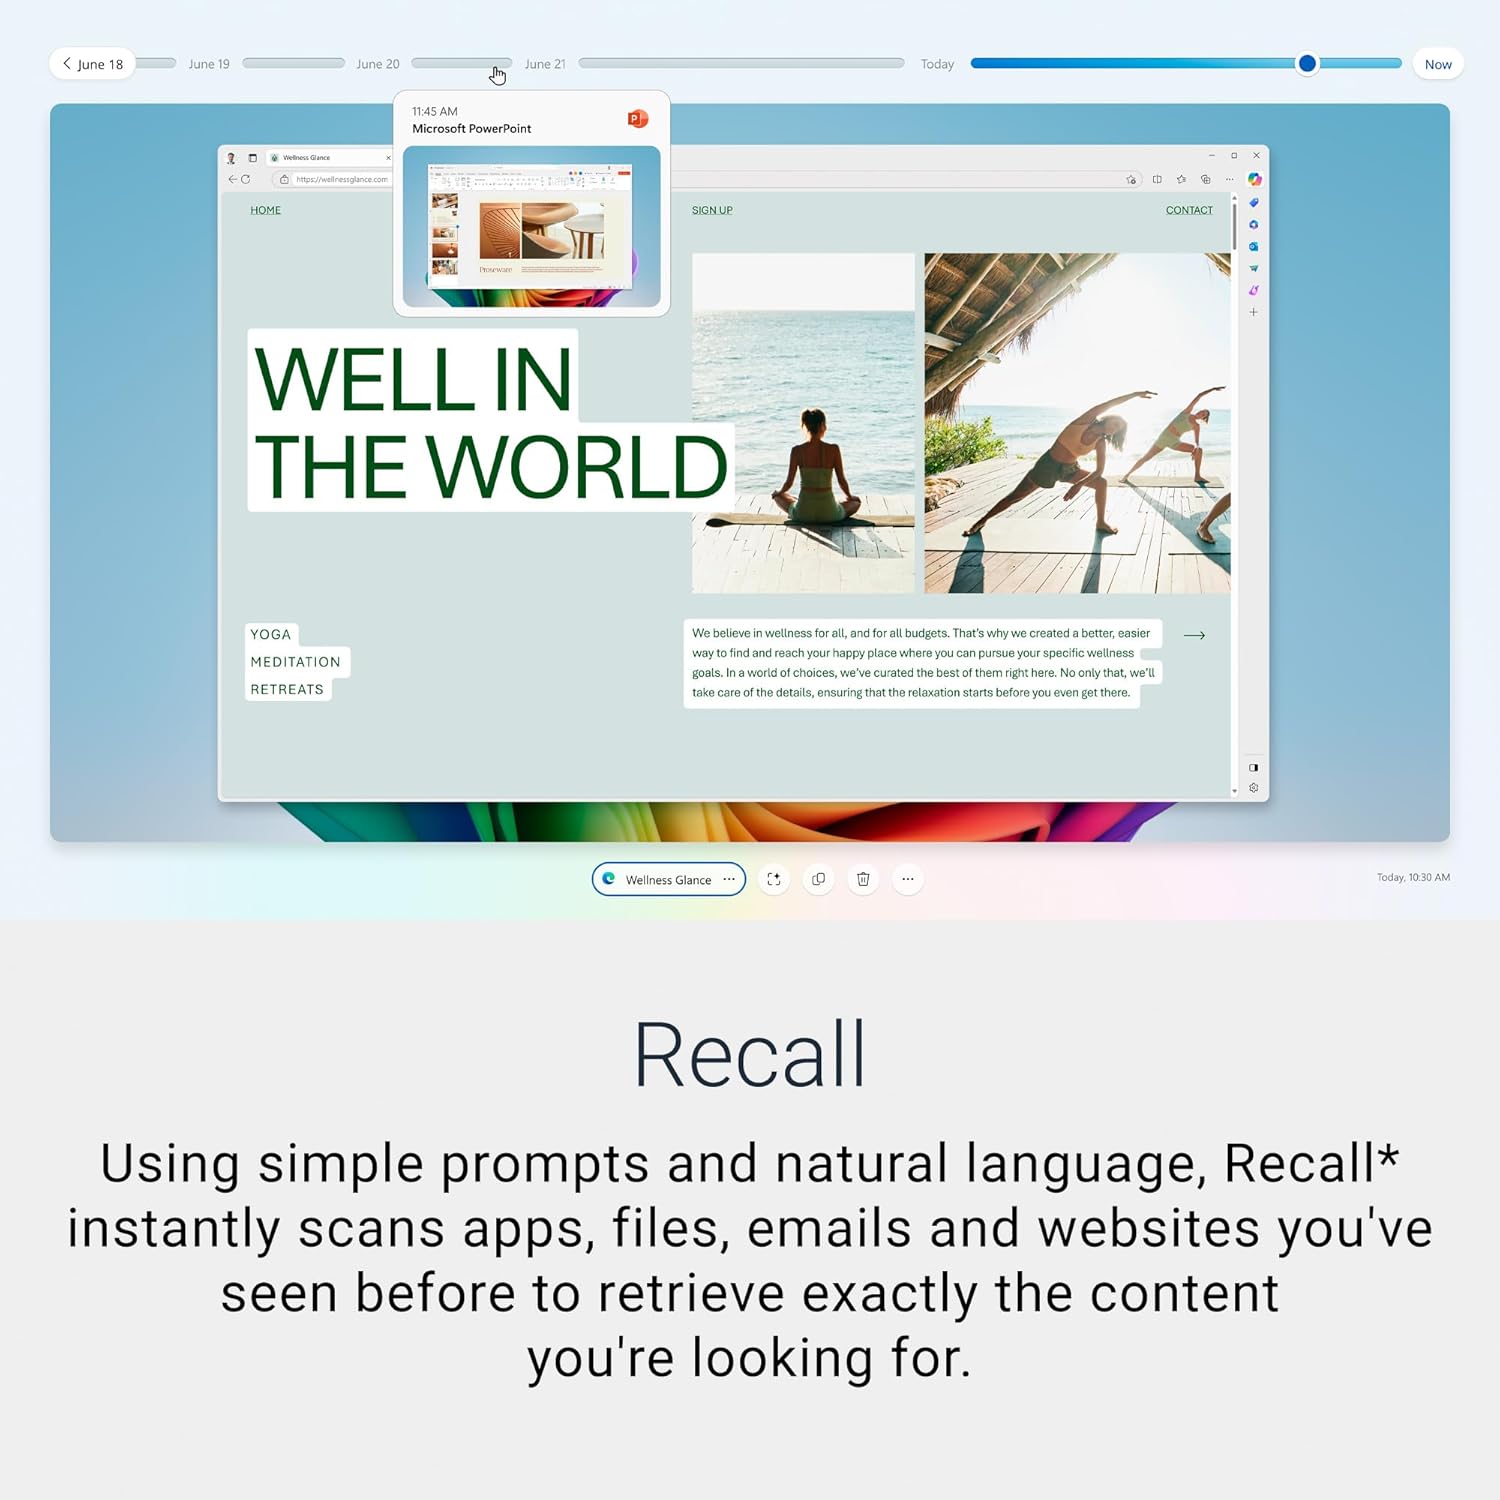 June 18
June 19
June 20
June 21
Today
Now
11:45 AM
Microsoft PowerPoint
Wellness Glance
https://wellnessglance.com
HOME
SIGN UP
CONTACT
Proseware
WELL IN
THE WORLD
YOGA
MEDITATION
RETREATS
We believe in wellness for all, and for all budgets. That's why we created a better, easier
way to find and reach your happy place where you can pursue your specific wellness
goals. In a world of choices, we've curated the best of them right here. No only that, we'll
take care of the details, ensuring that the relaxation starts before you even get there.
Wellness Glance
Today, 10:30 AM
Recall
Using simple prompts and natural language, Recall*
instantly scans apps, files, emails and websites you've
seen before to retrieve exactly the content
you're looking for.